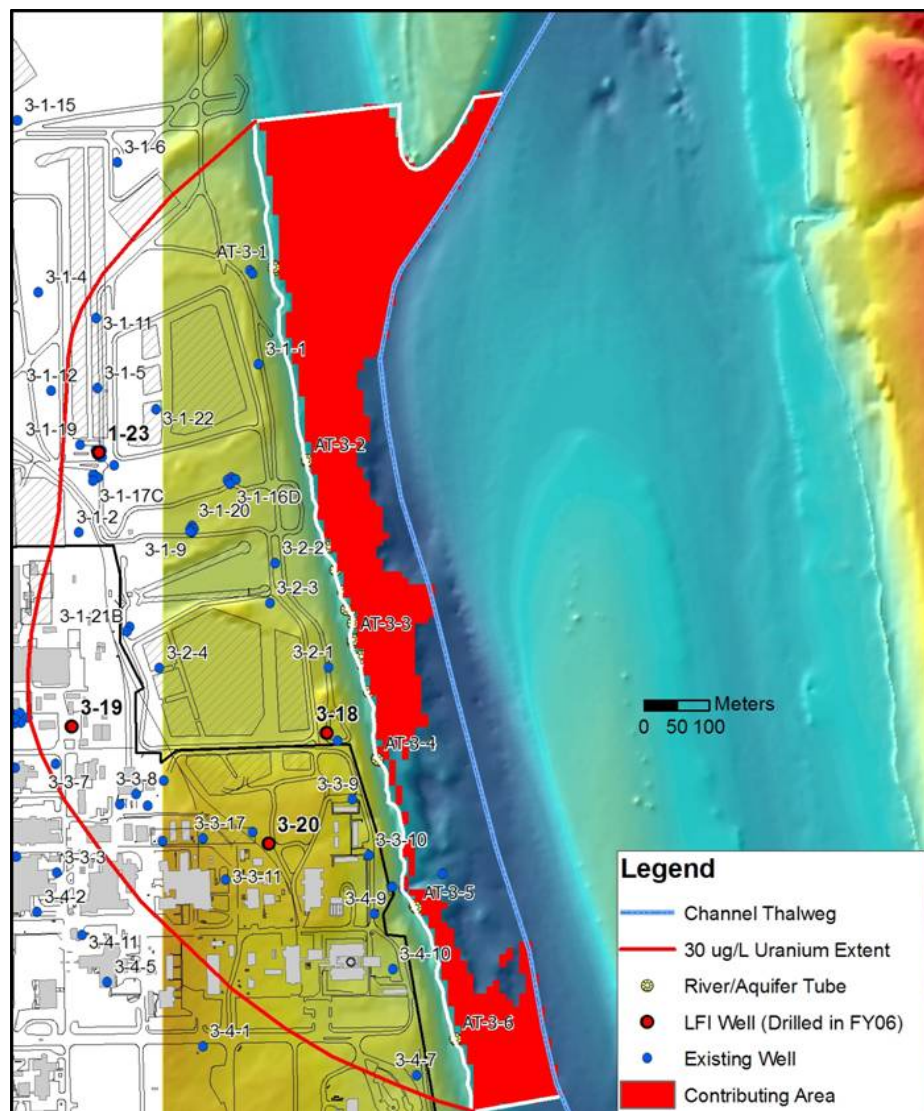 3-1-15
3-1-6
AT-3-1
3-1-4
3-1-11
3-1-1
3-1-12
3-1-5
3-1-22
3-1-19
1-23
AT-3-2
3-1-17C
3-1-16D
3-1-20
3-1-2
3-1-9
3-2-2
3-2-3
3-1-21B
AT-3-3
3-2-4
3-2-1
3-19
3-18
Meters
0 50 100
AT-3-4
3-3-7
3-3-8
3-3-9
3-3-17
3-20
3-3-10
3-3-3
3-3-11
AT-3-5
3-4-2
3-4-9
3-4-11
3-4-10
3-4-5
AT-3-6
3-4-1
3-4-7
Legend
Channel Thalweg
30 ug/L Uranium Extent
River/Aquifer Tube
LFI Well (Drilled in FY06)
Existing Well
Contributing Area